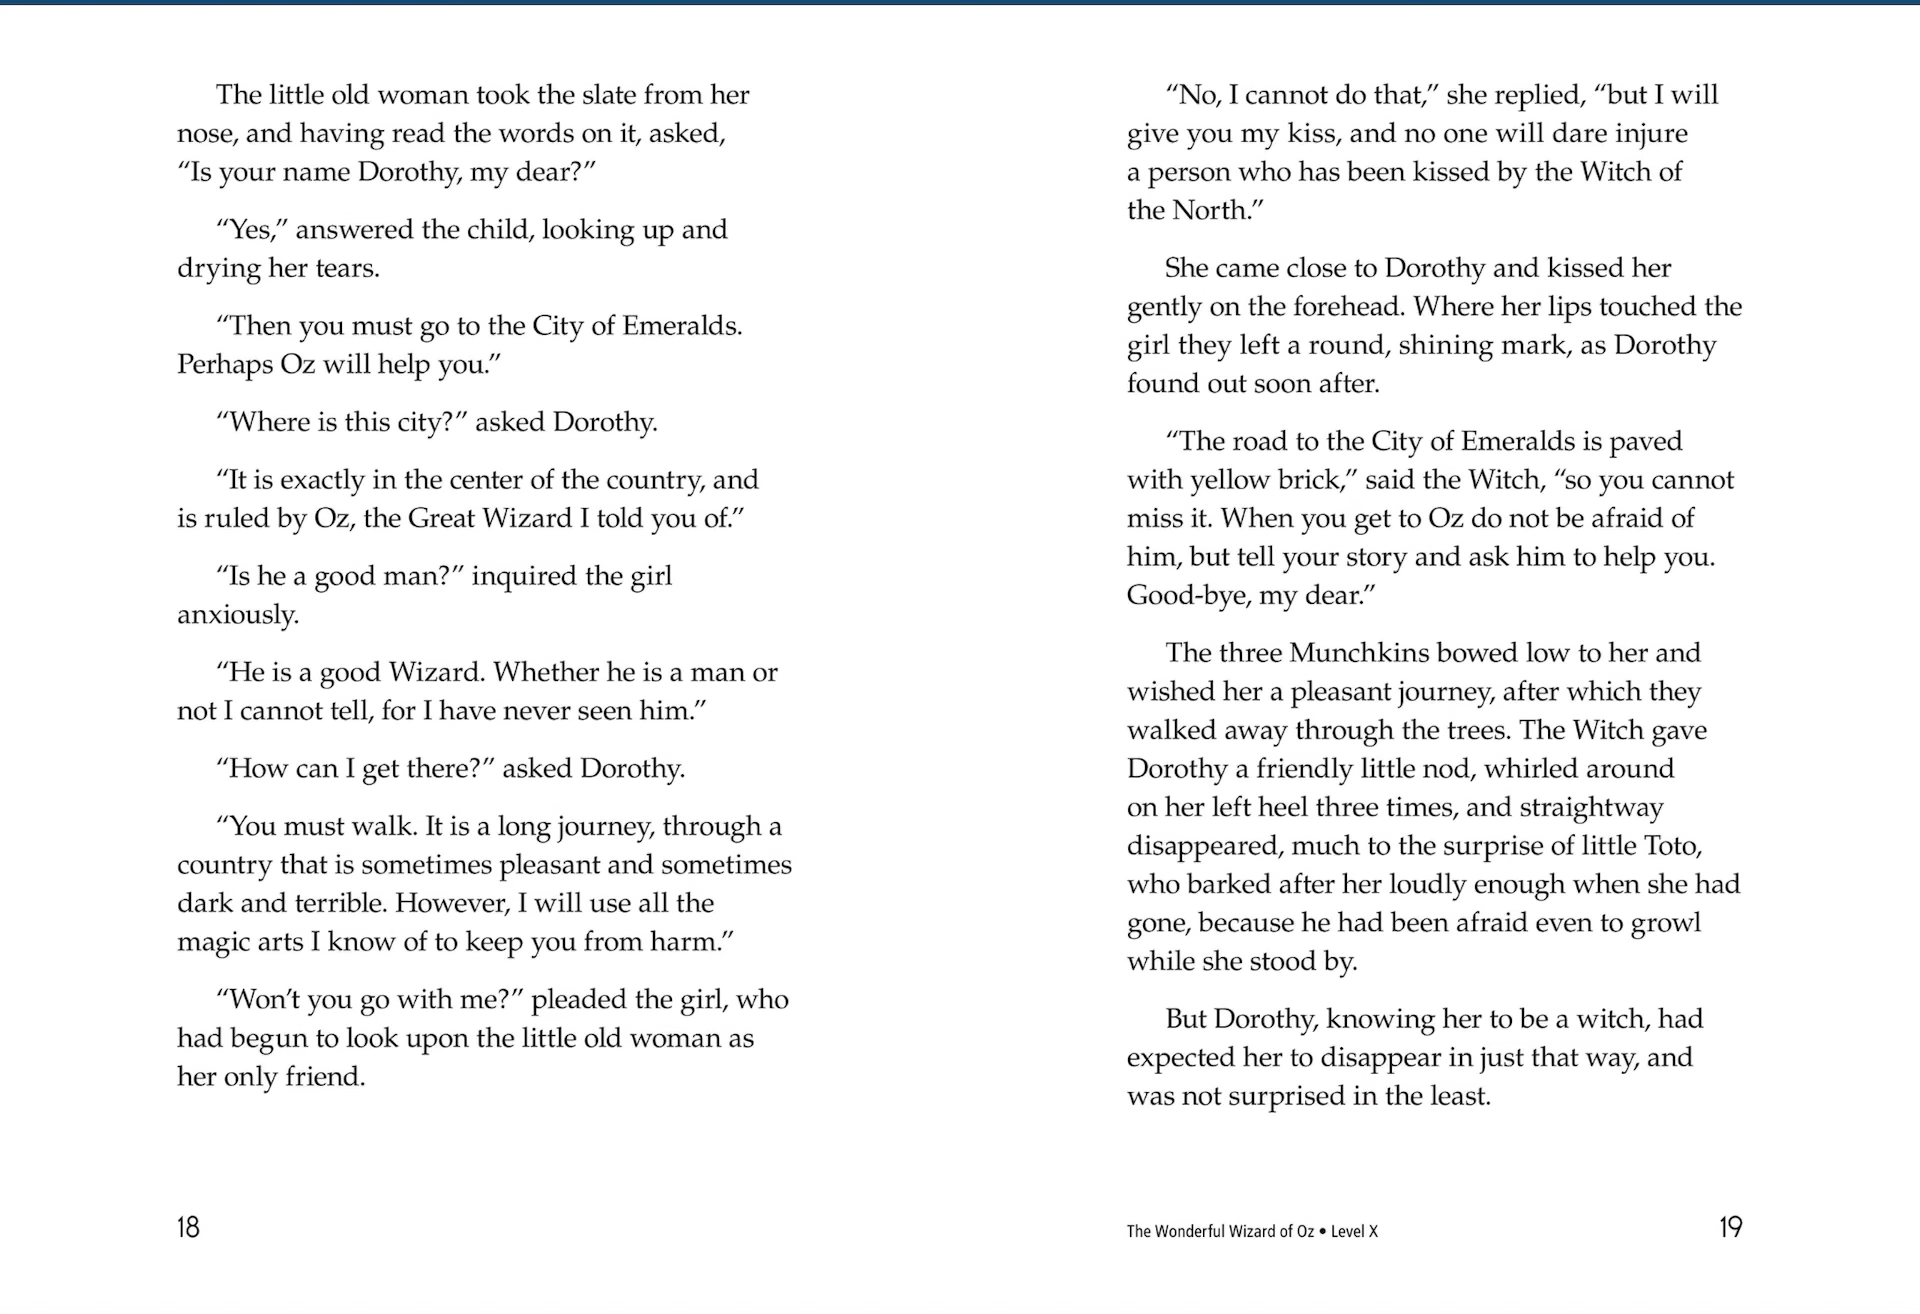 The little old woman took the slate from her
nose, and having read the words on it, asked,
“Is your name Dorothy, my dear?”
“Yes,” answered the child, looking up and
drying her tears.
“Then you must go to the City of Emeralds.
Perhaps Oz will help you.”
“Where is this city?” asked Dorothy.
“It is exactly in the center of the country, and
is ruled by Oz, the Great Wizard I told you of.”
“Is he a good man?” inquired the girl
anxiously.
“He is a good Wizard. Whether he is a man or
not I cannot tell, for I have never seen him.”
“How can I get there?” asked Dorothy.
“You must walk. It is a long journey, through a
country that is sometimes pleasant and sometimes
dark and terrible. However, I will use all the
magic arts I know of to keep you from harm.”
“Won’t you go with me?” pleaded the girl, who
had begun to look upon the little old woman as
her only friend.
18
“No, I cannot do that,” she replied, “but I will
give you my kiss, and no one will dare injure
a person who has been kissed by the Witch of
the North.”
She came close to Dorothy and kissed her
gently on the forehead. Where her lips touched the
girl they left a round, shining mark, as Dorothy
found out soon after.
“The road to the City of Emeralds is paved
with yellow brick,” said the Witch, “so you cannot
miss it. When you get to Oz do not be afraid of
him, but tell your story and ask him to help you.
Good-bye, my dear.”
The three Munchkins bowed low to her and
wished her a pleasant journey, after which they
walked away through the trees. The Witch gave
Dorothy a friendly little nod, whirled around
on her left heel three times, and straightway
disappeared, much to the surprise of little Toto,
who barked after her loudly enough when she had
gone, because he had been afraid even to growl
while she stood by.
But Dorothy, knowing her to be a witch, had
expected her to disappear in just that way, and
was not surprised in the least.
The Wonderful Wizard of Oz • Level X
19